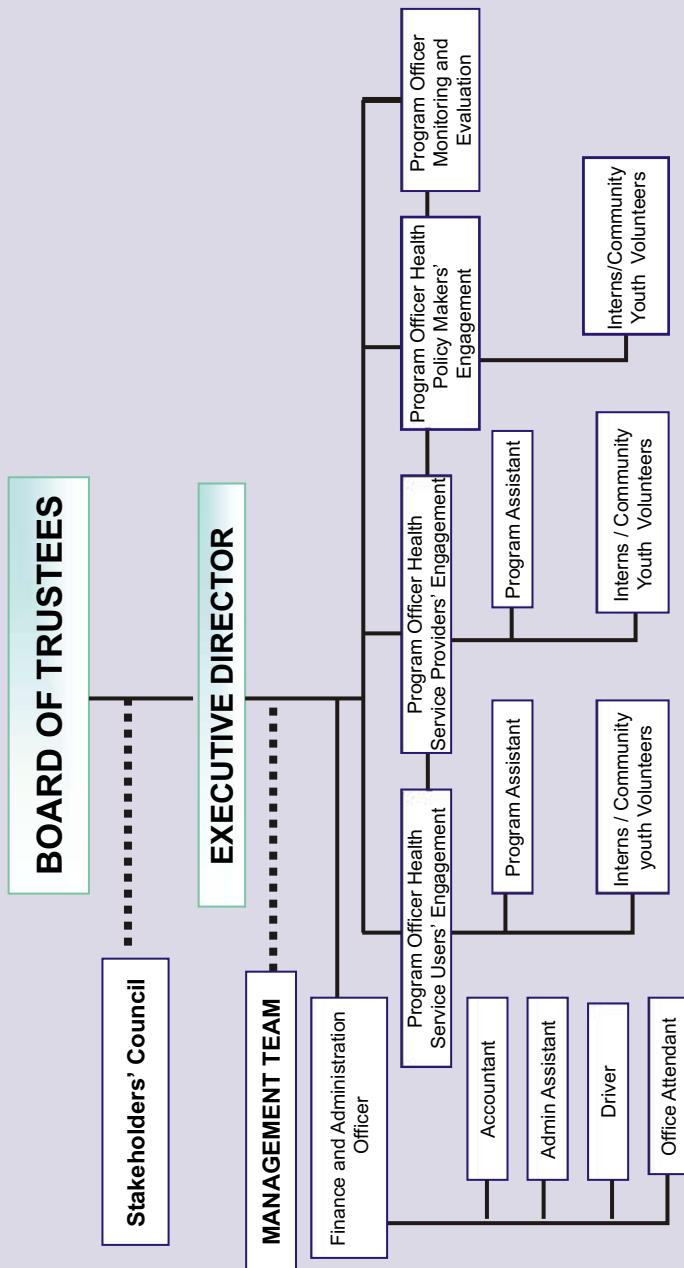 BOARD OF TRUSTEES
Stakeholders’ Council
EXECUTIVE DIRECTOR
MANAGEMENT TEAM
Finance and Administration
Officer
Accountant
Admin Assistant
Driver
Office Attendant
Program Officer Health
Service Users’ Engagement
Program Assistant
Interns / Community
youth Volunteers
Program Officer Health
Service Providers’ Engagement
Program Assistant
Interns / Community
Youth Volunteers
Program Officer Health
Policy Makers’
Engagement
Interns/Community
Youth Volunteers
Program Officer
Monitoring and
Evaluation